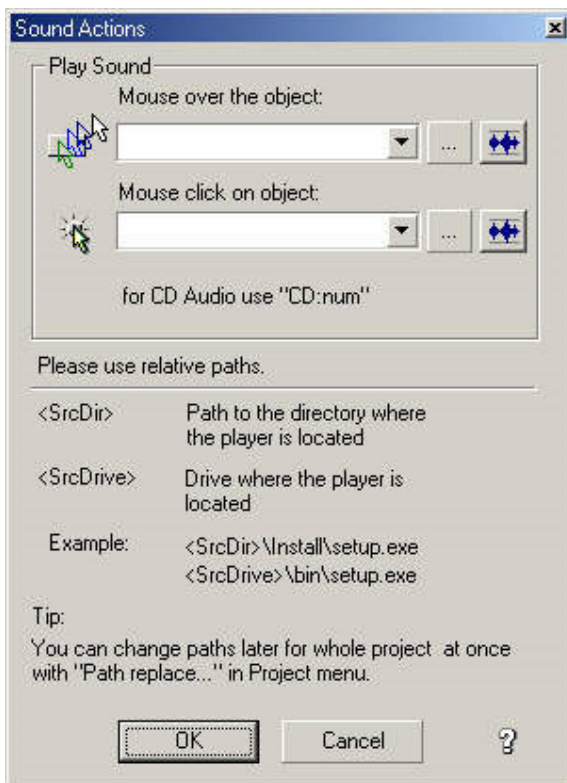 Sound Actions
Play Sound
Mouse over the object:
...
Mouse click on object:
...
for CD Audio use "CD:num"
Please use relative paths.
<SrcDir> Path to the directory where
the player is located
<SrcDrive> Drive where the player is
located
Example: <SrcDir>\Install\setup.exe
<SrcDrive>\bin\setup.exe
Tip:
You can change paths later for whole project at once
with "Path replace..." in Project menu.
OK Cancel ?